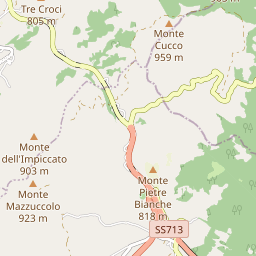 Tre Croci
805 m
Monte
Cucco
959 m
Monte
dell'Impiccato
903 m
Monte
Mazzuccolo
923 m
Monte
Pietre
Bianche
818 m
SS713